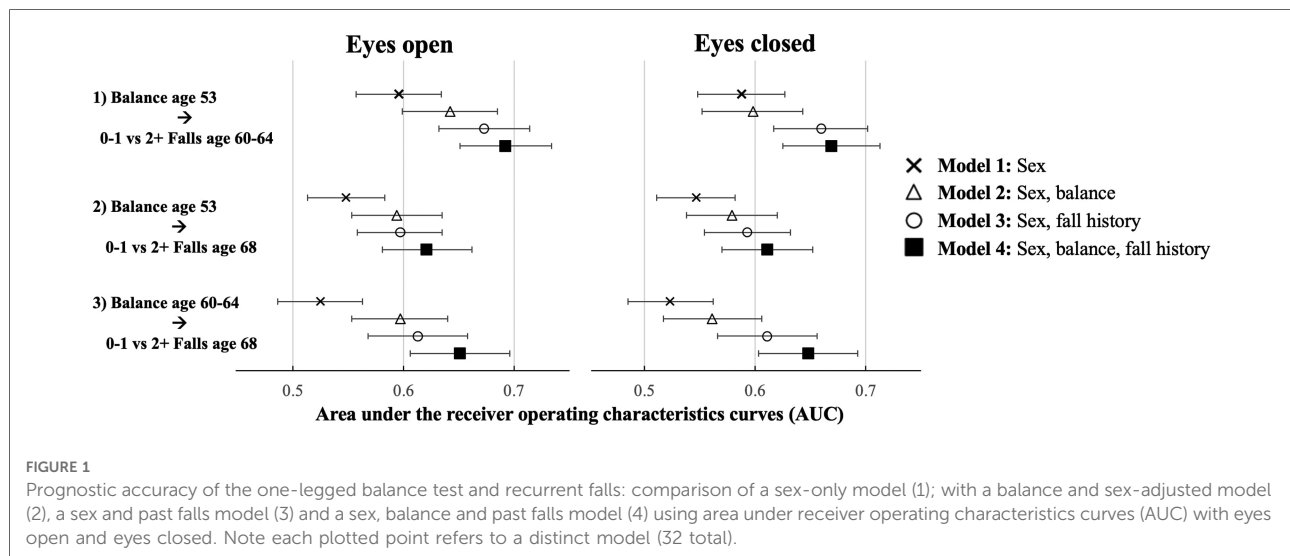 Eyes open
Eyes closed
1) Balance age 53
→
0-1 vs 2+ Falls age 60-64
2) Balance age 53
→
0-1 vs 2+ Falls age 68
3) Balance age 60-64
→
0-1 vs 2+ Falls age 68
Model 1: Sex
Model 2: Sex, balance
Model 3: Sex, fall history
Model 4: Sex, balance, fall history
0.5 0.6 0.7
0.5 0.6 0.7
Area under the receiver operating characteristics curves (AUC)
FIGURE 1
Prognostic accuracy of the one-legged balance test and recurrent falls: comparison of a sex-only model (1); with a balance and sex-adjusted model
(2), a sex and past falls model (3) and a sex, balance and past falls model (4) using area under receiver operating characteristics curves (AUC) with eyes
open and eyes closed. Note each plotted point refers to a distinct model (32 total).